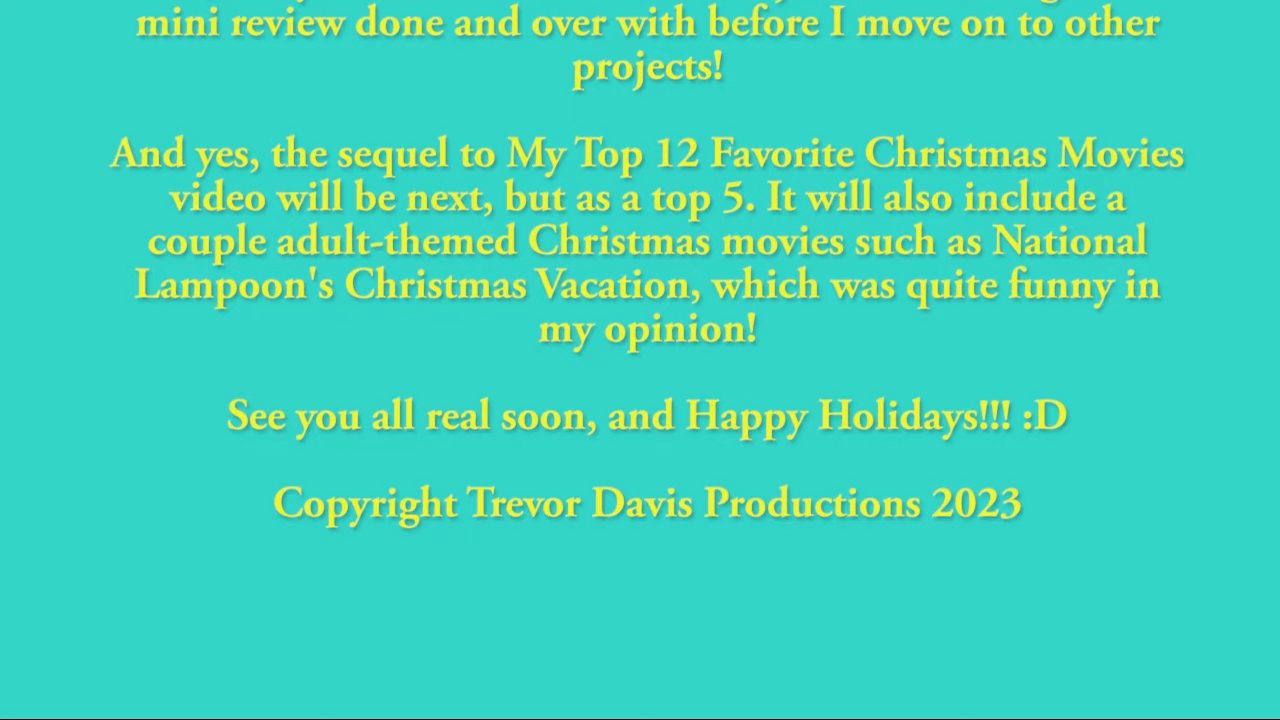 mini review done and over with before I move on to other
projects!
And yes, the sequel to My Top 12 Favorite Christmas Movies
video will be next, but as a top 5. It will also include a
couple adult-themed Christmas movies such as National
Lampoon's Christmas Vacation, which was quite funny in
my opinion!
See you all real soon, and Happy Holidays!!! :D
Copyright Trevor Davis Productions 2023